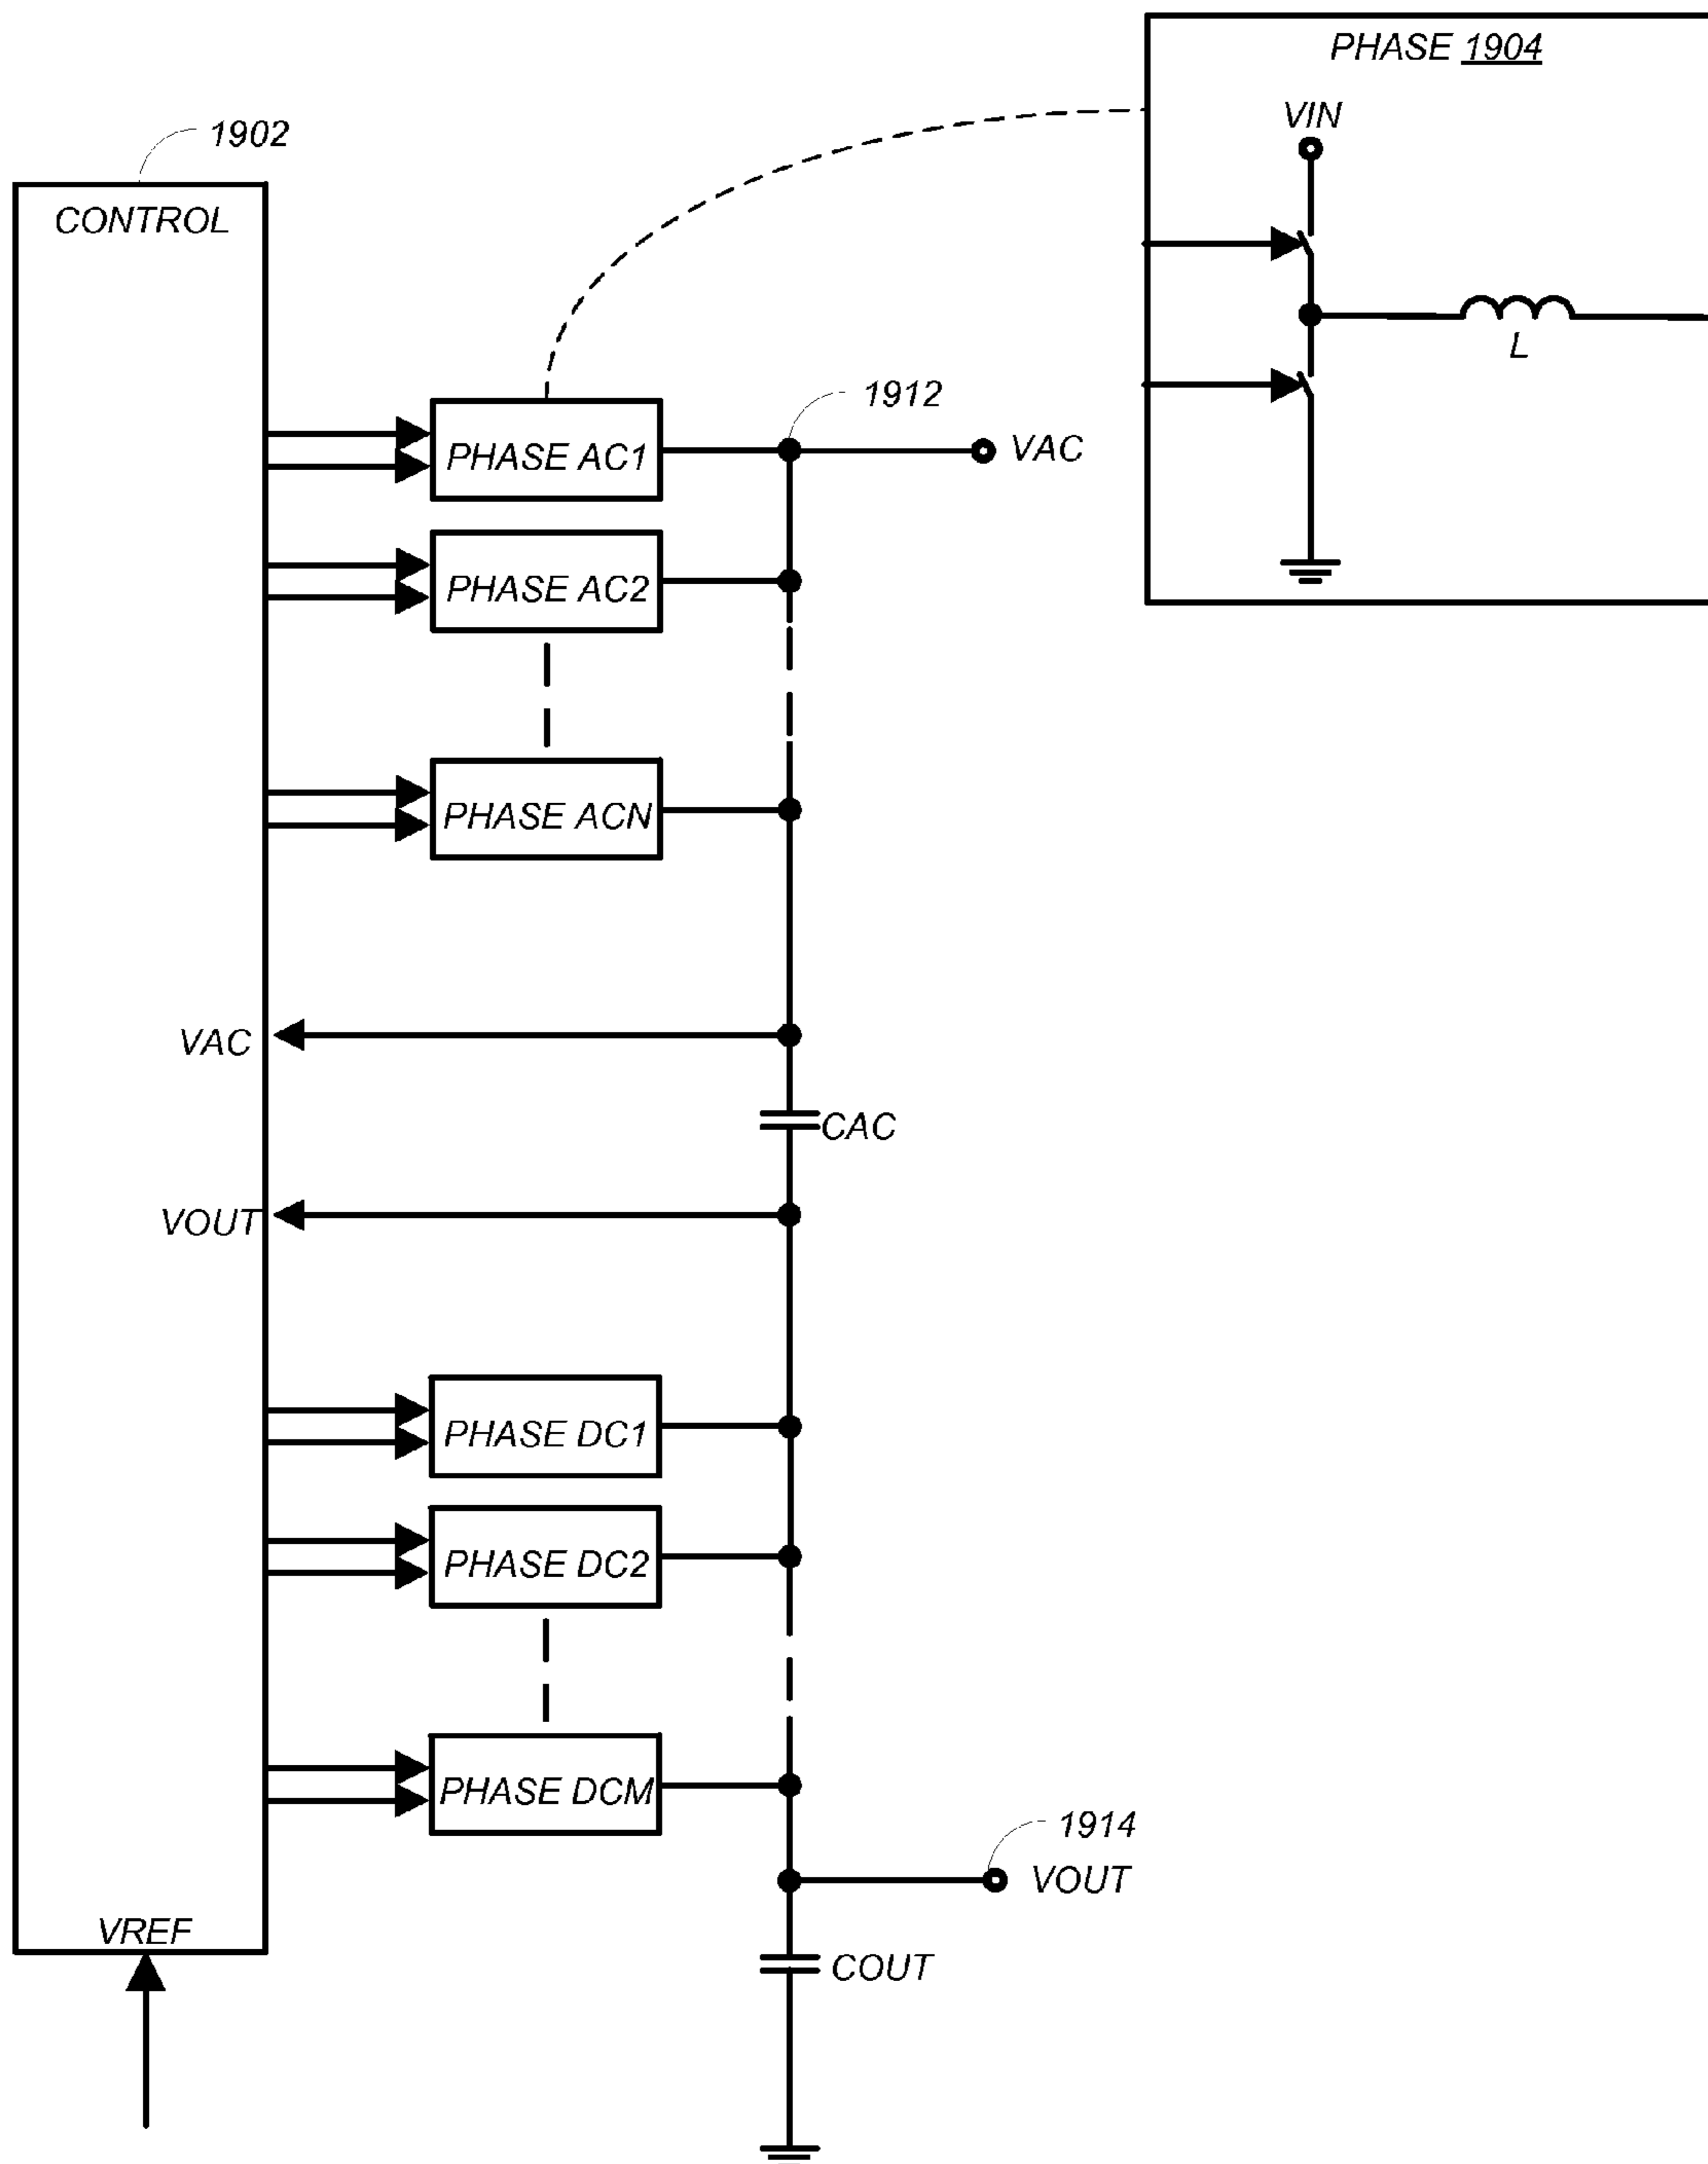 PHASE 1904
VIN
1902
CONTROL
L
1912
PHASE AC1
VAC
PHASE AC2
PHASE ACN
VAC
CAC
VOUT
PHASE DC1
PHASE DC2
PHASE DCM
1914
VOUT
VREF
COUT